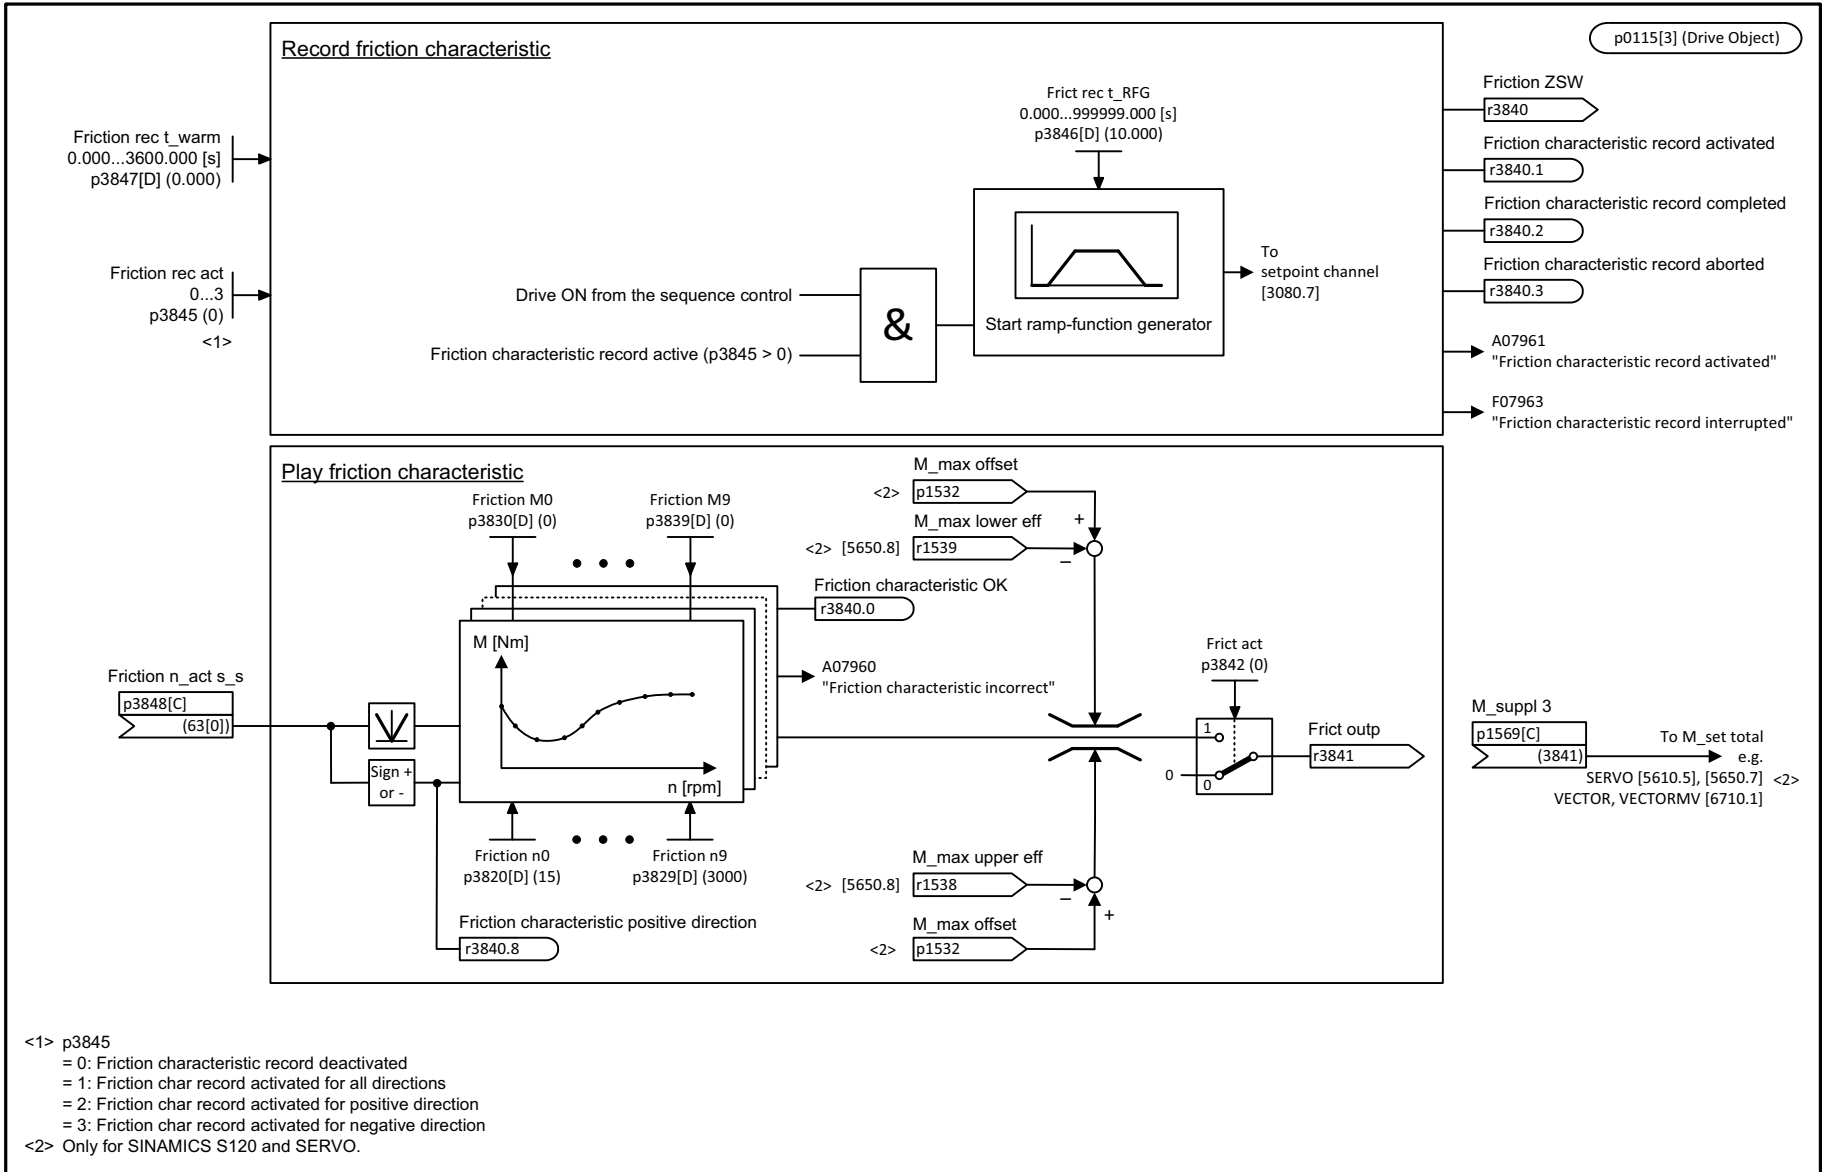 Record friction characteristic
p0115[3] (Drive Object)
Friction rec t_warm
0.000...3600.000 [s]
p3847[D] (0.000)
Friction rec act
0...3
p3845 (0)
<1>
Frict rec t_RFG
0.000...999999.000 [s]
p3846[D] (10.000)
Drive ON from the sequence control
Friction characteristic record active (p3845 > 0)
&
Start ramp-function generator
To
setpoint channel
[3080.7]
Friction ZSW
r3840
Friction characteristic record activated
r3840.1
Friction characteristic record completed
r3840.2
Friction characteristic record aborted
r3840.3
A07961
"Friction characteristic record activated"
F07963
"Friction characteristic record interrupted"
Play friction characteristic
Friction M0
p3830[D] (0)
Friction M9
p3839[D] (0)
M_max offset
<2> p1532
+
M_max lower eff
<2> [5650.8] r1539
–
Friction characteristic OK
r3840.0
A07960
"Friction characteristic incorrect"
M [Nm]
n [rpm]
Friction n_act s_s
p3848[C]
(63[0])
Sign +
or -
Friction n0
p3820[D] (15)
Friction n9
p3829[D] (3000)
Friction characteristic positive direction
r3840.8
M_max upper eff
<2> [5650.8] r1538
–
+
M_max offset
<2> p1532
Frict act
p3842 (0)
1
0
0
Frict outp
r3841
M_suppl 3
p1569[C]
(3841)
To M_set total
e.g.
SERVO [5610.5], [5650.7] <2>
VECTOR, VECTORMV [6710.1]
<1> p3845
= 0: Friction characteristic record deactivated
= 1: Friction char record activated for all directions
= 2: Friction char record activated for positive direction
= 3: Friction char record activated for negative direction
<2> Only for SINAMICS S120 and SERVO.